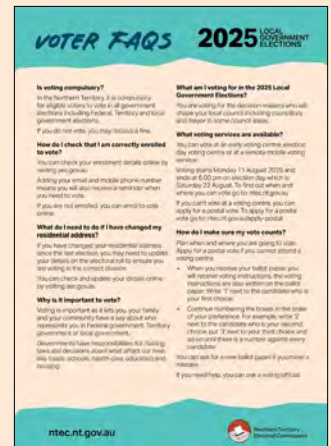 VOTER FAQS
2025 LOCAL
GOVERNMENT
ELECTIONS
Is voting compulsory?
In the Northern Territory, it is compulsory
for eligible voters to vote in all government
elections including Federal, Territory and local
government elections.
If you do not vote, you may receive a fine.
How do I check that I am correctly enrolled
to vote?
You can check your enrolment details online by
visiting aec.gov.au.
Adding your email and mobile phone number
means you will also receive a reminder when
you need to vote.
If you are not enrolled, you can enrol to vote
online.
What do I need to do if I have changed my
residential address?
If you have changed your residential address
since the last election, you may need to update
your details on the electoral roll to ensure you
are voting in the correct division.
You can check and update your details online
by visiting aec.gov.au.
Why is it important to vote?
Voting is important as it lets you, your family
and your community have a say about who
represents you in Federal government, Territory
government or local government.
Governments have responsibilities for making
laws and decisions about what affect our lives
like roads, schools, health care, education and
housing.
What am I voting for in the 2025 Local
Government Elections?
You are voting for the decision-makers who will
shape your local council including councillors
and mayor in some council areas.
What voting services are available?
You can vote at an early voting centre, election
day voting centre or at a remote mobile voting
service.
Voting starts Monday 11 August 2025 and
ends at 6:00 pm on election day which is
Saturday 23 August. To find out when and
where you can vote go to: ntec.nt.gov.au
If you can't vote at a voting centre, you can
apply for a postal vote. To apply for a postal
vote go to: ntec.nt.gov.au/apply-postal
How do I make sure my vote counts?
Plan when and where you are going to vote.
Apply for a postal vote if you cannot attend a
voting centre.
• When you receive your ballot paper, you
will receive voting instructions, the voting
instructions are also written on the ballot
paper. Write '1' next to the candidate who is
your first choice.
• Continue numbering the boxes in the order
of your preference. For example, write '2'
next to the candidate who is your second
choice, put '3' next to your third choice and
so on until there is a number against every
candidate.
You can ask for a new ballot paper if you make a
mistake.
If you need help, you can ask a voting official.
ntec.nt.gov.au
Northern Territory
Electoral Commission